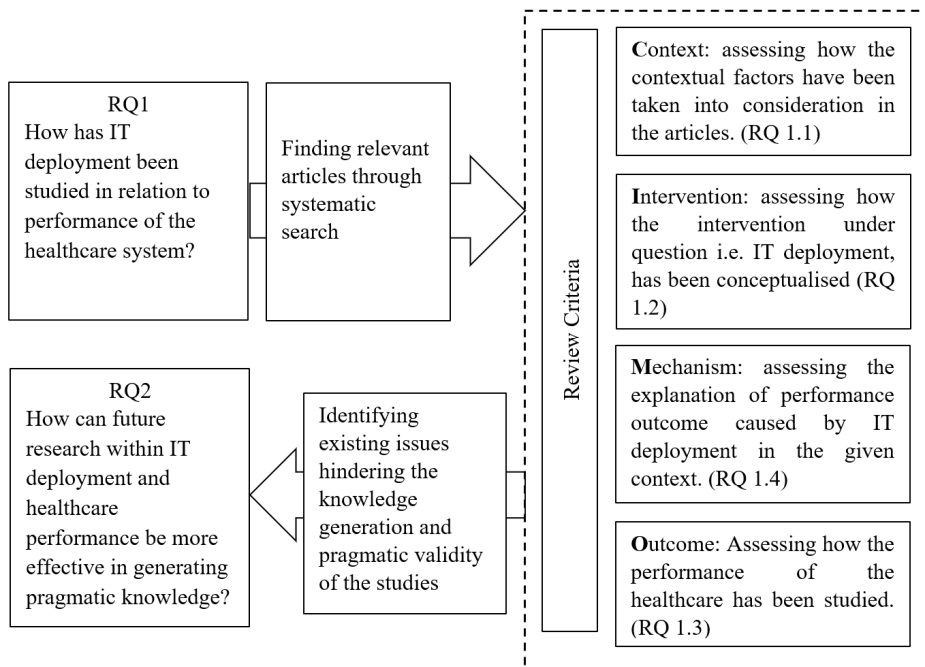 RQ1
How has IT
deployment been
studied in relation to
performance of the
healthcare system?
Finding relevant
articles through
systematic
search
Review Criteria
Context: assessing how the
contextual factors have been
taken into consideration in
the articles. (RQ 1.1)
Intervention: assessing how
the intervention under
question i.e. IT deployment,
has been conceptualised (RQ
1.2)
Mechanism: assessing the
explanation of performance
outcome caused by IT
deployment in the given
context. (RQ 1.4)
Outcome: Assessing how the
performance of the
healthcare has been studied.
(RQ 1.3)
Identifying
existing issues
hindering the
knowledge
generation and
pragmatic validity
of the studies
RQ2
How can future
research within IT
deployment and
healthcare
performance be more
effective in generating
pragmatic knowledge?